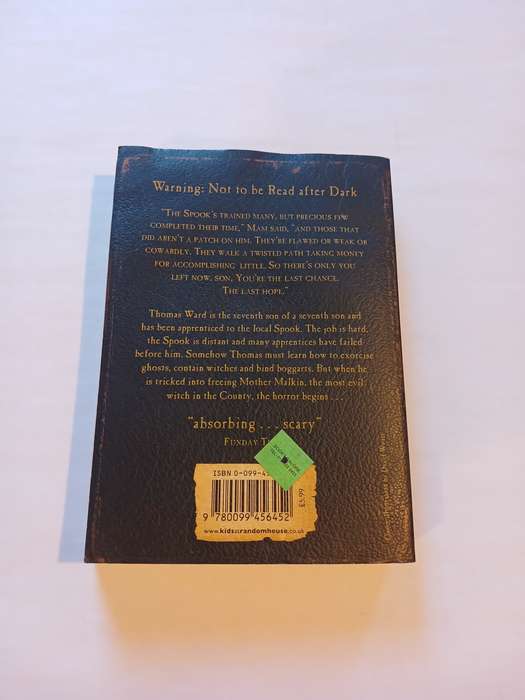 Warning: Not to be Read after Dark
"The Spook's trained many, but precious few
completed their time," Mam said, "and those that
did aren't a patch on him. They're flawed or weak or
cowardly. They walk a twisted path taking money
for accomplishing little. So there's only you
left now, son. You're the last chance.
The last hope."
Thomas Ward is the seventh son of a seventh son and
has been apprenticed to the local Spook. The job is hard,
the Spook is distant and many apprentices have failed
before him. Somehow Thomas must learn how to exorcise
ghosts, contain witches and bind boggarts. But when he
is tricked into freeing Mother Malkin, the most evil
witch in the County, the horror begins . . .
"absorbing . . . scary"
Funday
ISBN 0-099-4
£5.99
9 780099 456452
www.kidsatrandomhouse.co.uk